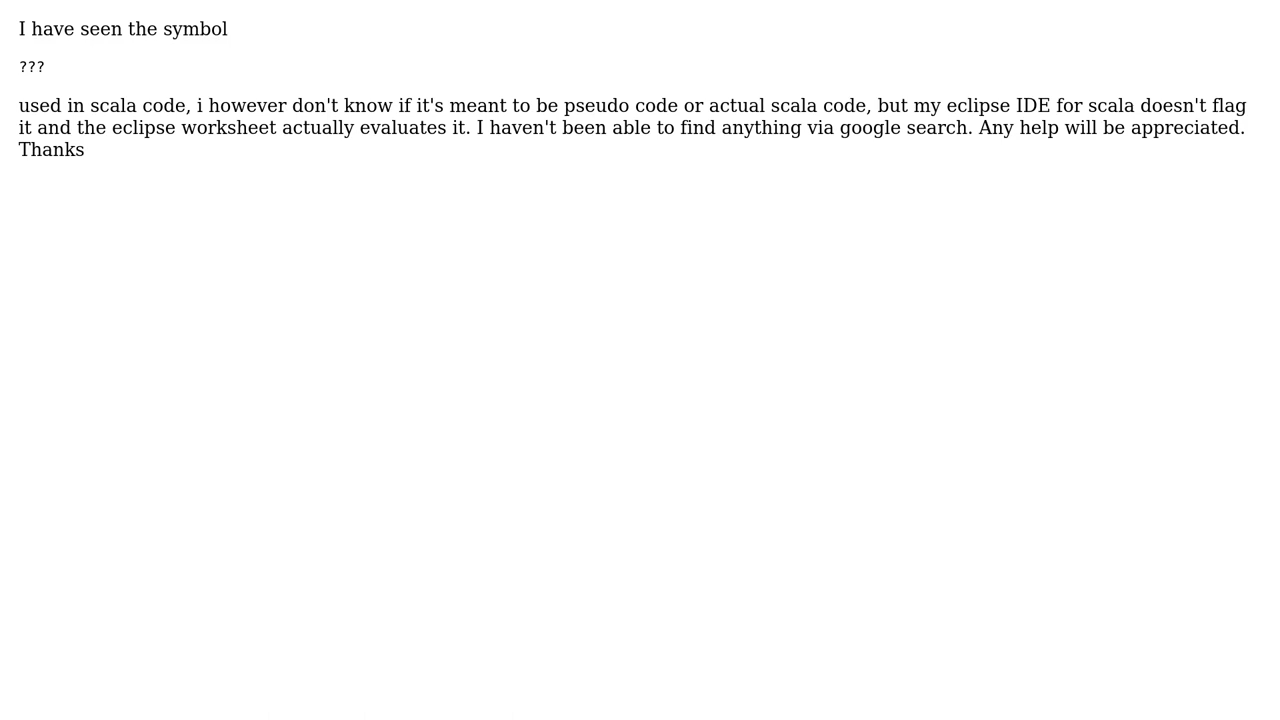 I have seen the symbol
???
used in scala code, i however don't know if it's meant to be pseudo code or actual scala code, but my eclipse IDE for scala doesn't flag
it and the eclipse worksheet actually evaluates it. I haven't been able to find anything via google search. Any help will be appreciated.
Thanks